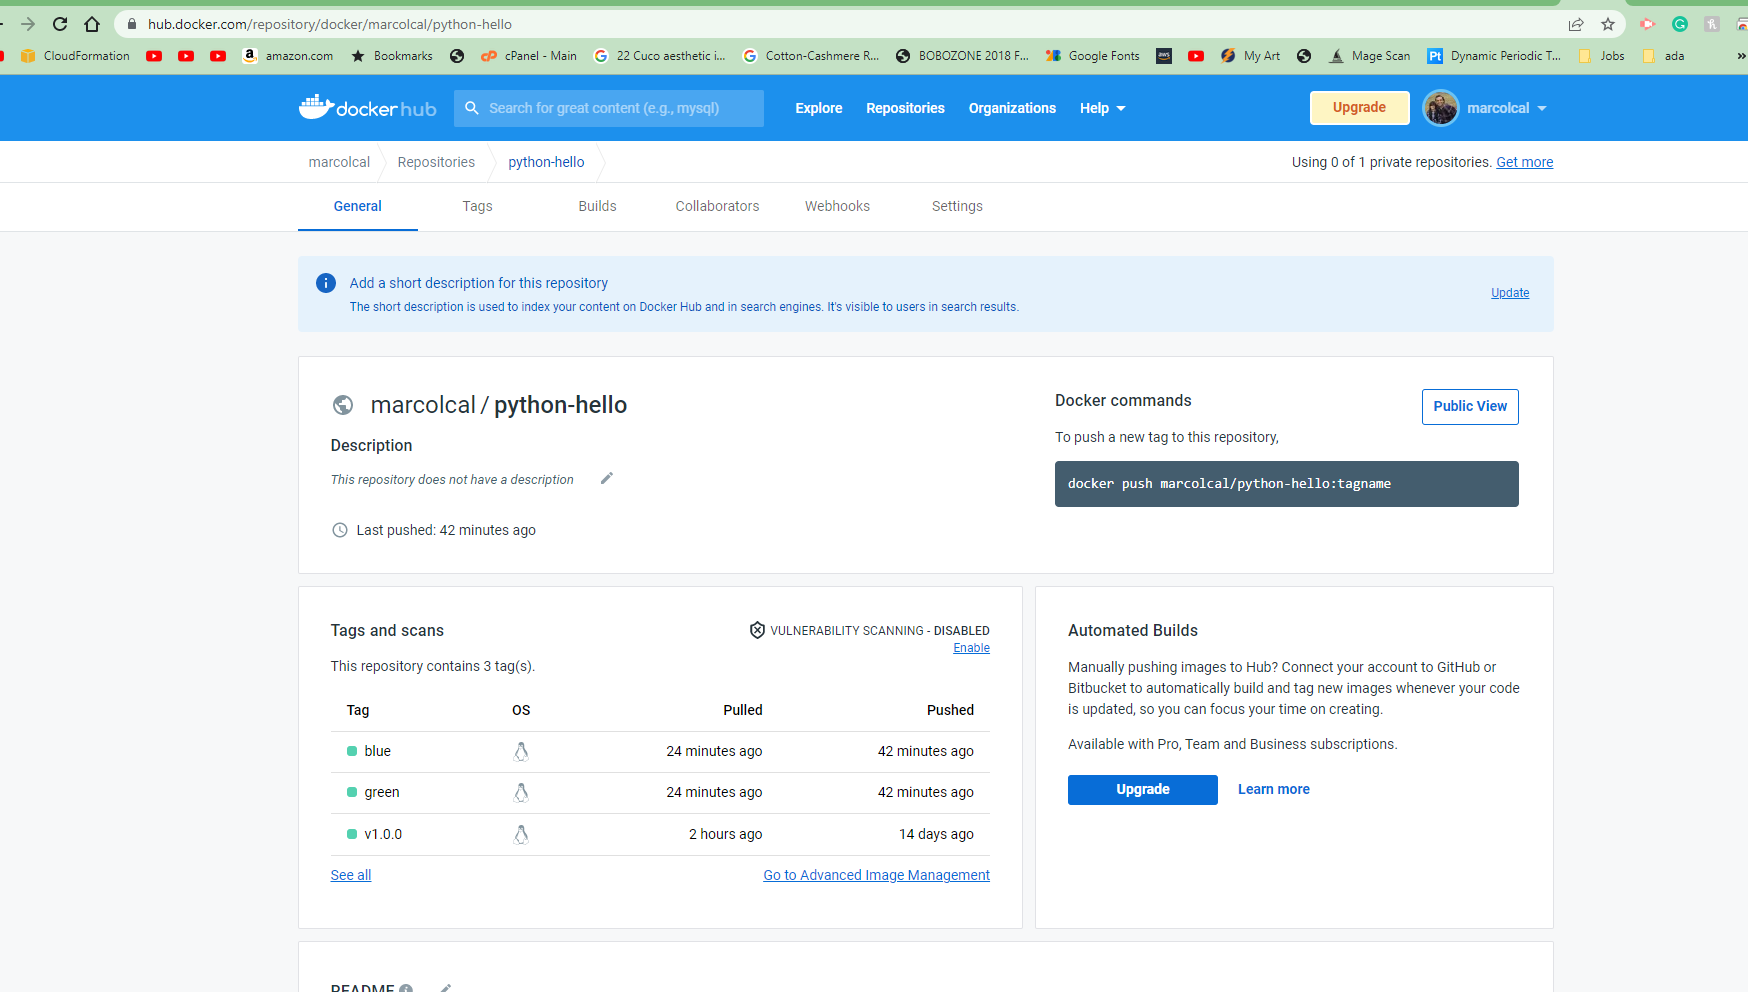 hub.docker.com/repository/docker/marcolcal/python-hello
CloudFormation amazon.com Bookmarks cPanel - Main 22 Cuco aesthetic i... Cotton-Cashmere R... BOBOZONE 2018 F... Google Fonts aws My Art Mage Scan Pt Dynamic Periodic T... Jobs ada »
docker hub Search for great content (e.g., mysql) Explore Repositories Organizations Help Upgrade marcolcal
marcolcal Repositories python-hello Using 0 of 1 private repositories. Get more
General Tags Builds Collaborators Webhooks Settings
Add a short description for this repository
The short description is used to index your content on Docker Hub and in search engines. It's visible to users in search results.
Update
marcolcal / python-hello
Description
This repository does not have a description
Last pushed: 42 minutes ago
Docker commands
Public View
To push a new tag to this repository,
docker push marcolcal/python-hello:tagname
Tags and scans
VULNERABILITY SCANNING - DISABLED
Enable
This repository contains 3 tag(s).
Tag OS Pulled Pushed
blue 24 minutes ago 42 minutes ago
green 24 minutes ago 42 minutes ago
v1.0.0 2 hours ago 14 days ago
See all Go to Advanced Image Management
Automated Builds
Manually pushing images to Hub? Connect your account to GitHub or
Bitbucket to automatically build and tag new images whenever your code
is updated, so you can focus your time on creating.
Available with Pro, Team and Business subscriptions.
Upgrade Learn more
README